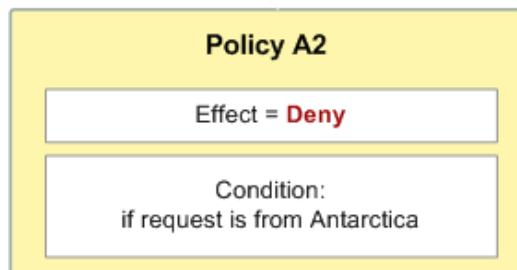 Policy A2
Effect = Deny
Condition:
if request is from Antarctica